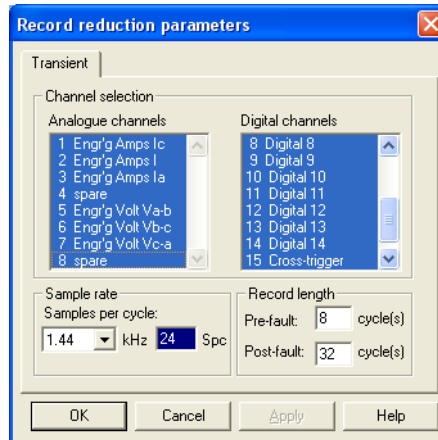 Record reduction parameters
Transient
Channel selection
Analogue channels
1 Engr'g Amps Ic
2 Engr'g Amps I
3 Engr'g Amps Ia
4 spare
5 Engr'g Volt Va-b
6 Engr'g Volt Vb-c
7 Engr'g Volt Vc-a
8 spare
Digital channels
8 Digital 8
9 Digital 9
10 Digital 10
11 Digital 11
12 Digital 12
13 Digital 13
14 Digital 14
15 Cross-trigger
Sample rate
Samples per cycle:
1.44 kHz 24 Spc
Record length
Pre-fault: 8 cycle(s)
Post-fault: 32 cycle(s)
OK Cancel Apply Help